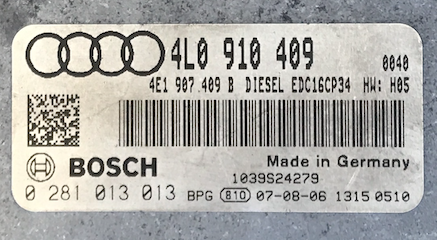 4L0 910 409 0040
4E1 907 409 B DIESEL EDC16CP34 HW: H05
BOSCH Made in Germany
1039S24279
0 281 013 013 BPG 810 07-08-06 1315 0510